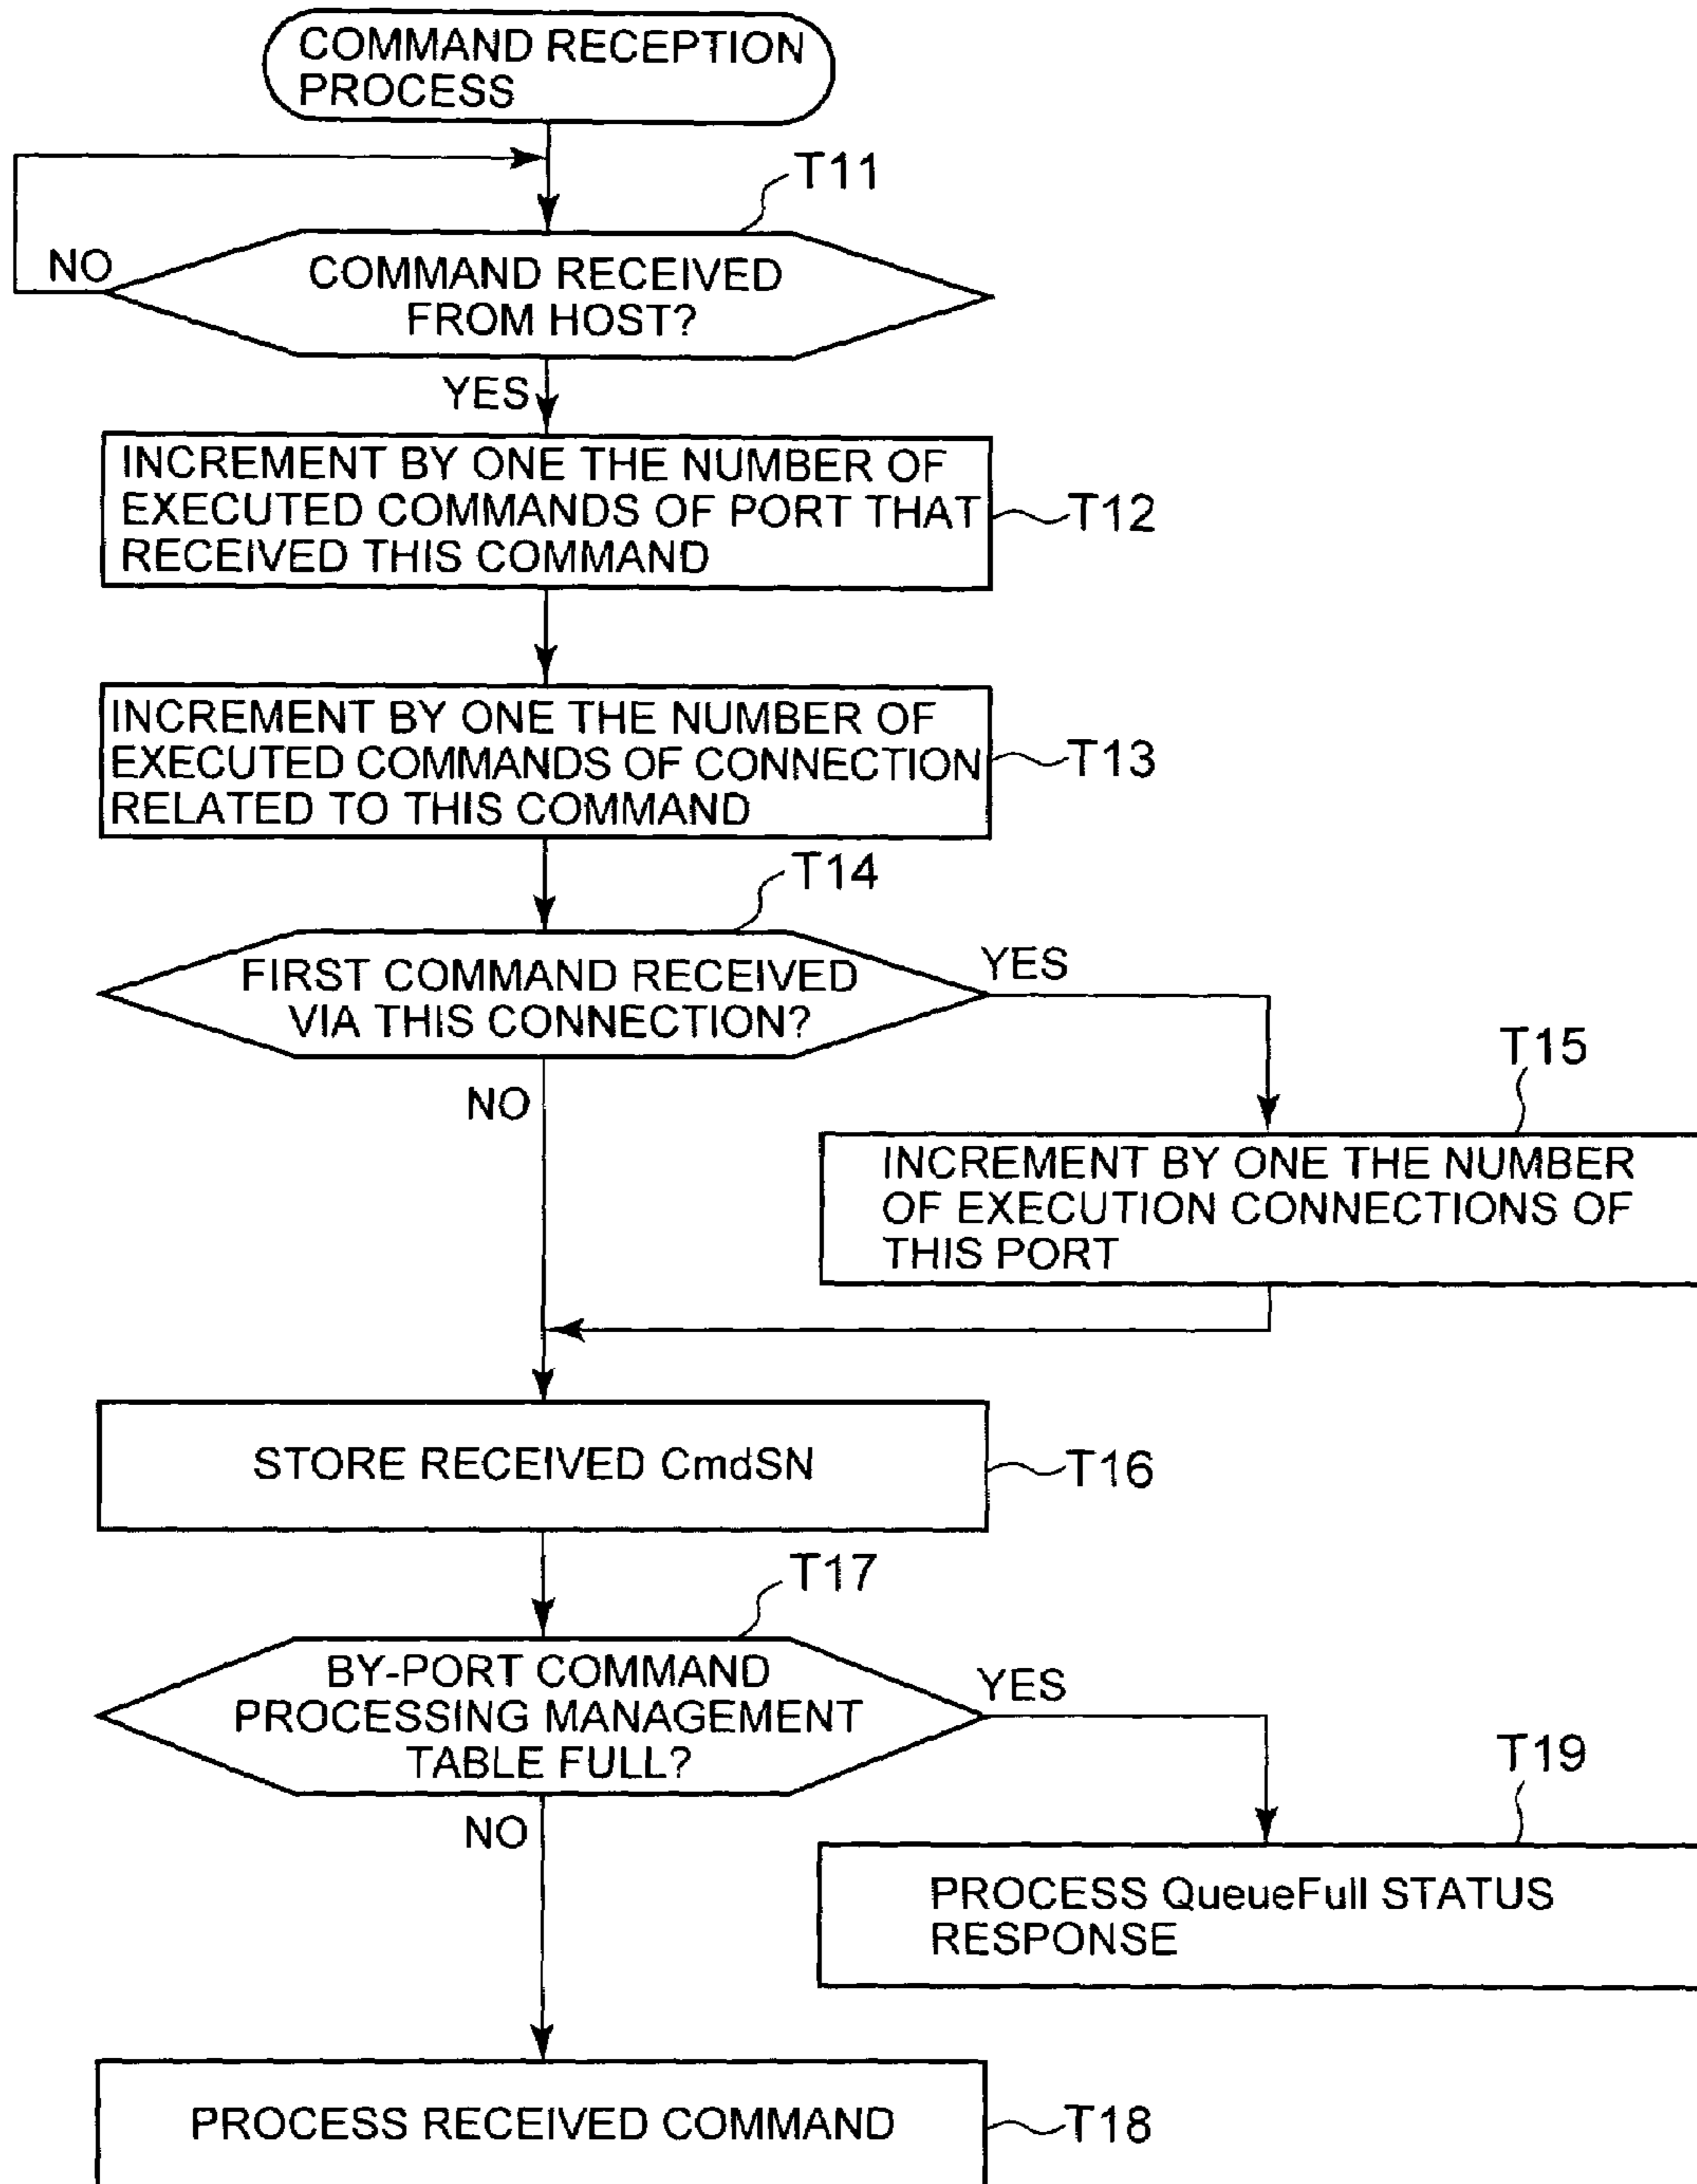 COMMAND RECEPTION
PROCESS
T11
NO
COMMAND RECEIVED
FROM HOST?
YES
INCREMENT BY ONE THE NUMBER OF
EXECUTED COMMANDS OF PORT THAT
RECEIVED THIS COMMAND
T12
INCREMENT BY ONE THE NUMBER OF
EXECUTED COMMANDS OF CONNECTION
RELATED TO THIS COMMAND
T13
T14
FIRST COMMAND RECEIVED
VIA THIS CONNECTION?
YES
NO
T15
INCREMENT BY ONE THE NUMBER
OF EXECUTION CONNECTIONS OF
THIS PORT
STORE RECEIVED CmdSN
T16
T17
BY-PORT COMMAND
PROCESSING MANAGEMENT
TABLE FULL?
YES
NO
T19
PROCESS QueueFull STATUS
RESPONSE
PROCESS RECEIVED COMMAND
T18